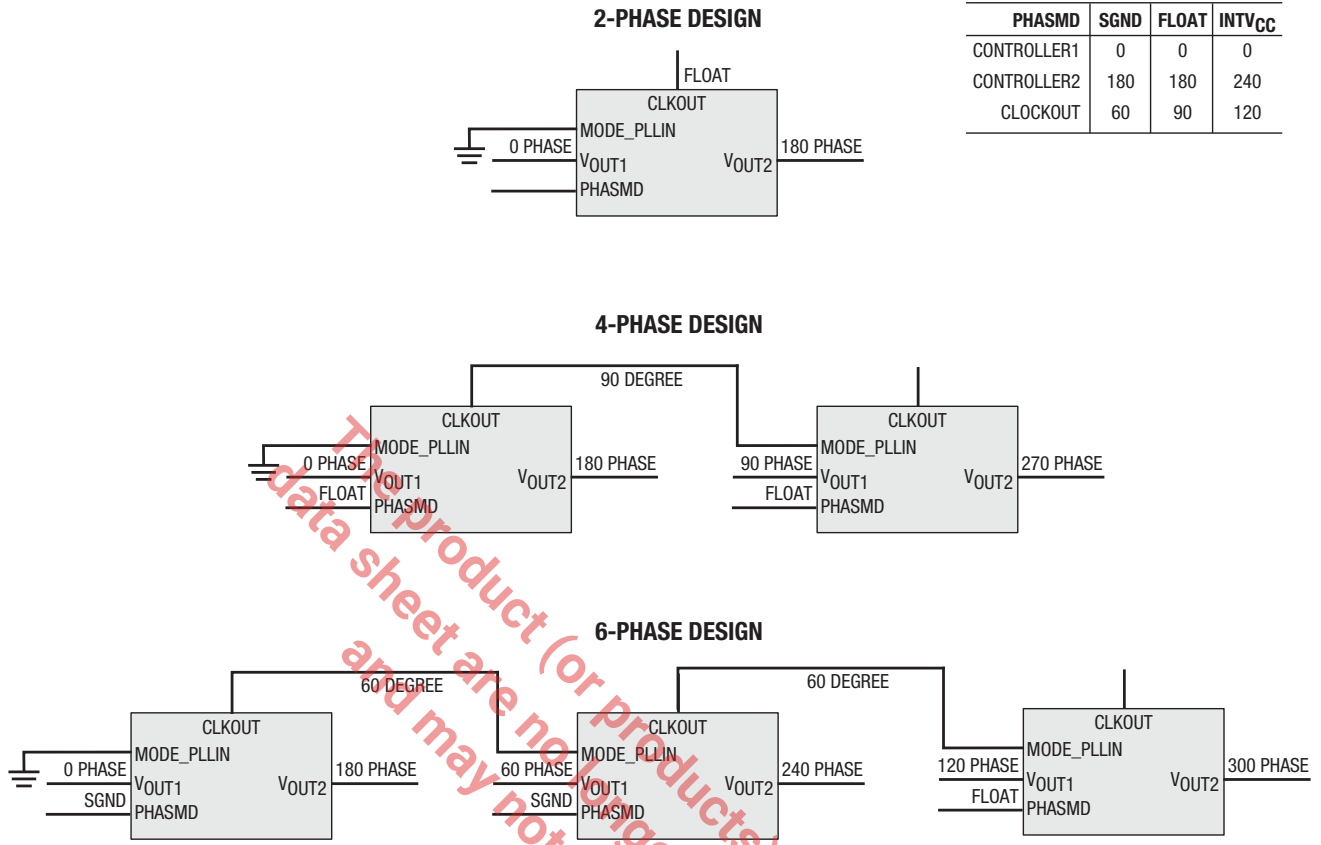 2-PHASE DESIGN
PHASMD SGND FLOAT INTVCC
CONTROLLER1 0 0 0
CONTROLLER2 180 180 240
CLOCKOUT 60 90 120
FLOAT
CLKOUT
MODE_PLLIN
0 PHASE
VOUT1
VOUT2
180 PHASE
PHASMD
4-PHASE DESIGN
90 DEGREE
CLKOUT
MODE_PLLIN
0 PHASE
VOUT1
VOUT2
180 PHASE
FLOAT
PHASMD
CLKOUT
MODE_PLLIN
90 PHASE
VOUT1
VOUT2
270 PHASE
FLOAT
PHASMD
6-PHASE DESIGN
60 DEGREE
CLKOUT
MODE_PLLIN
0 PHASE
VOUT1
VOUT2
180 PHASE
SGND
PHASMD
60 DEGREE
CLKOUT
MODE_PLLIN
60 PHASE
VOUT1
VOUT2
240 PHASE
SGND
PHASMD
CLKOUT
MODE_PLLIN
120 PHASE
VOUT1
VOUT2
300 PHASE
FLOAT
PHASMD
The product (or products)
data sheet are no longe
and may not